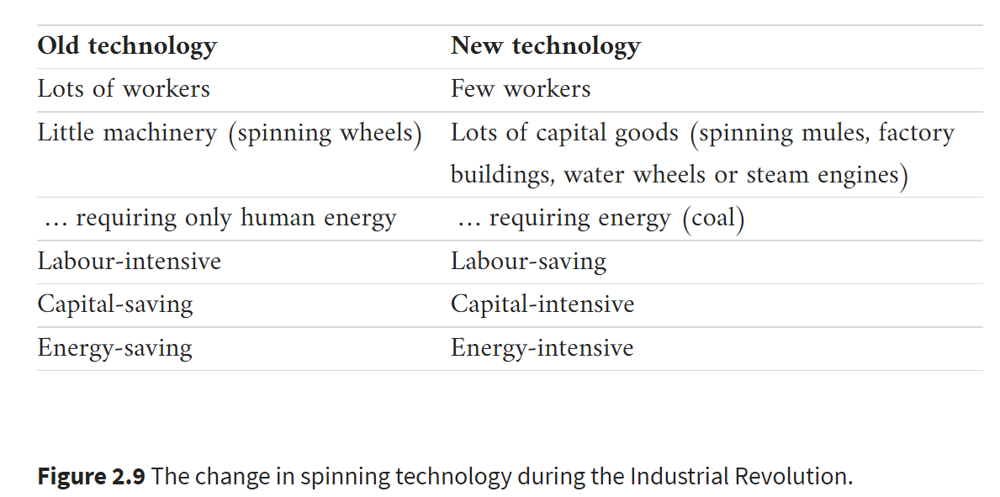 Old technology New technology
Lots of workers Few workers
Little machinery (spinning wheels) Lots of capital goods (spinning mules, factory
buildings, water wheels or steam engines)
… requiring only human energy … requiring energy (coal)
Labour-intensive Labour-saving
Capital-saving Capital-intensive
Energy-saving Energy-intensive
Figure 2.9 The change in spinning technology during the Industrial Revolution.